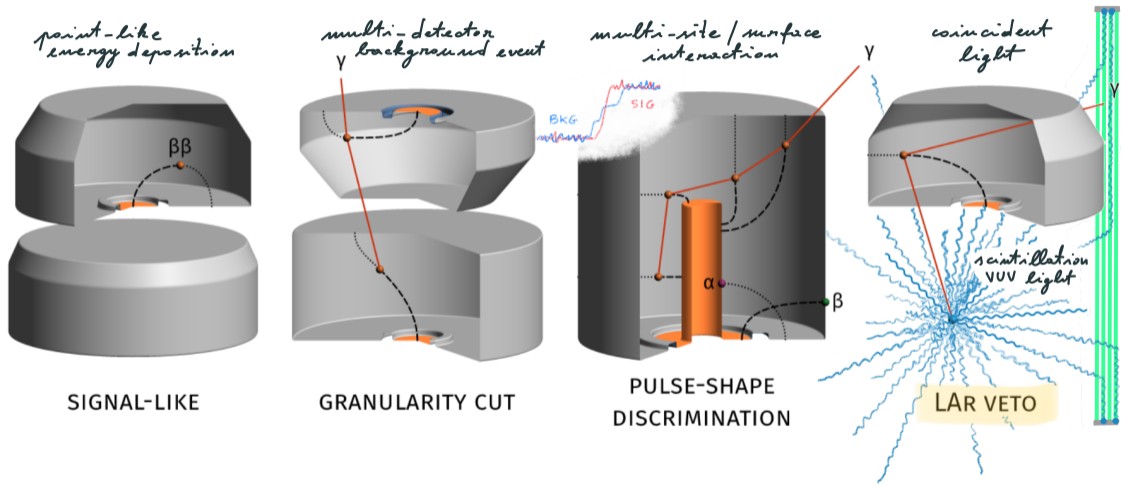 point-like
energy deposition
multi-detector
background event
multi-site / surface
interaction
coincident
light
γ
γ
γ
ββ
BKG
SIG
α
β
scintillation
VUV light
SIGNAL-LIKE
GRANULARITY CUT
PULSE-SHAPE
DISCRIMINATION
LAr VETO